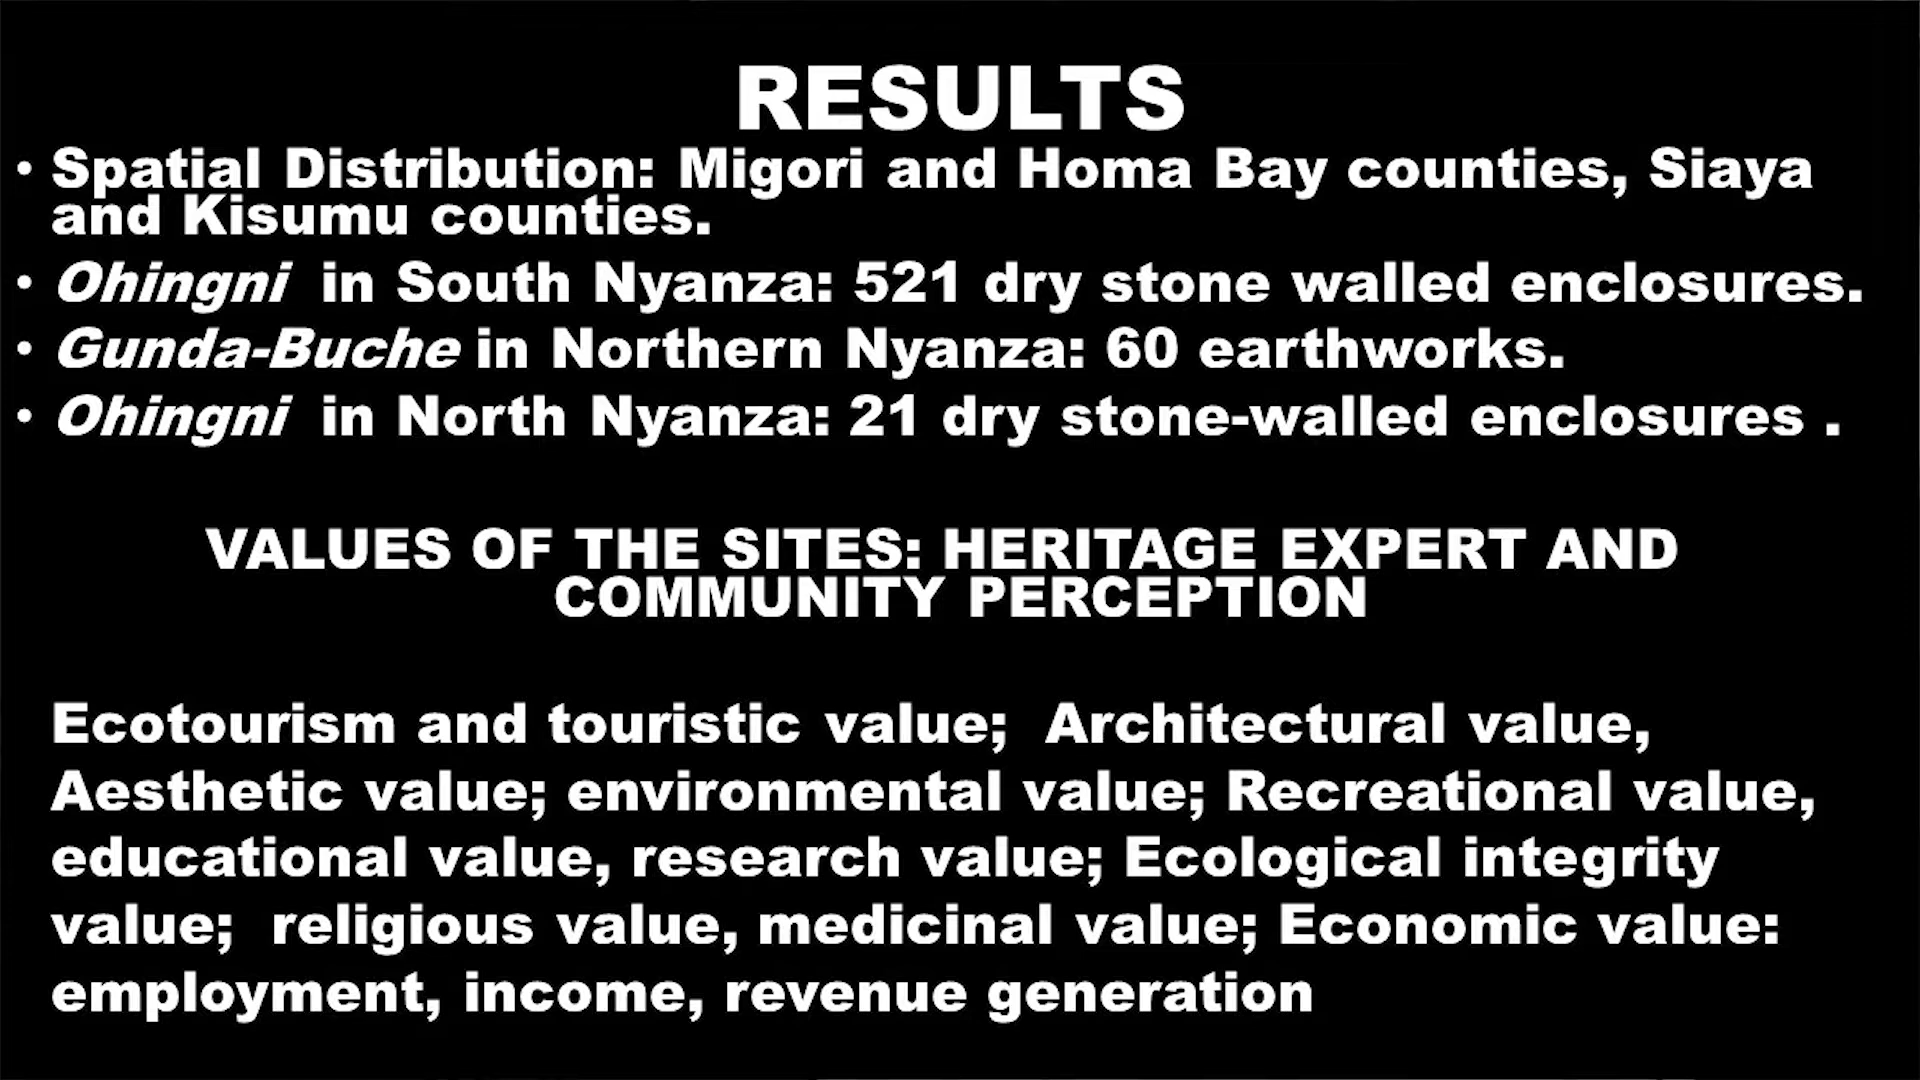 RESULTS
• Spatial Distribution: Migori and Homa Bay counties, Siaya
and Kisumu counties.
• Ohingni in South Nyanza: 521 dry stone walled enclosures.
• Gunda-Buche in Northern Nyanza: 60 earthworks.
• Ohingni in North Nyanza: 21 dry stone-walled enclosures .
VALUES OF THE SITES: HERITAGE EXPERT AND
COMMUNITY PERCEPTION
Ecotourism and touristic value; Architectural value,
Aesthetic value; environmental value; Recreational value,
educational value, research value; Ecological integrity
value; religious value, medicinal value; Economic value:
employment, income, revenue generation